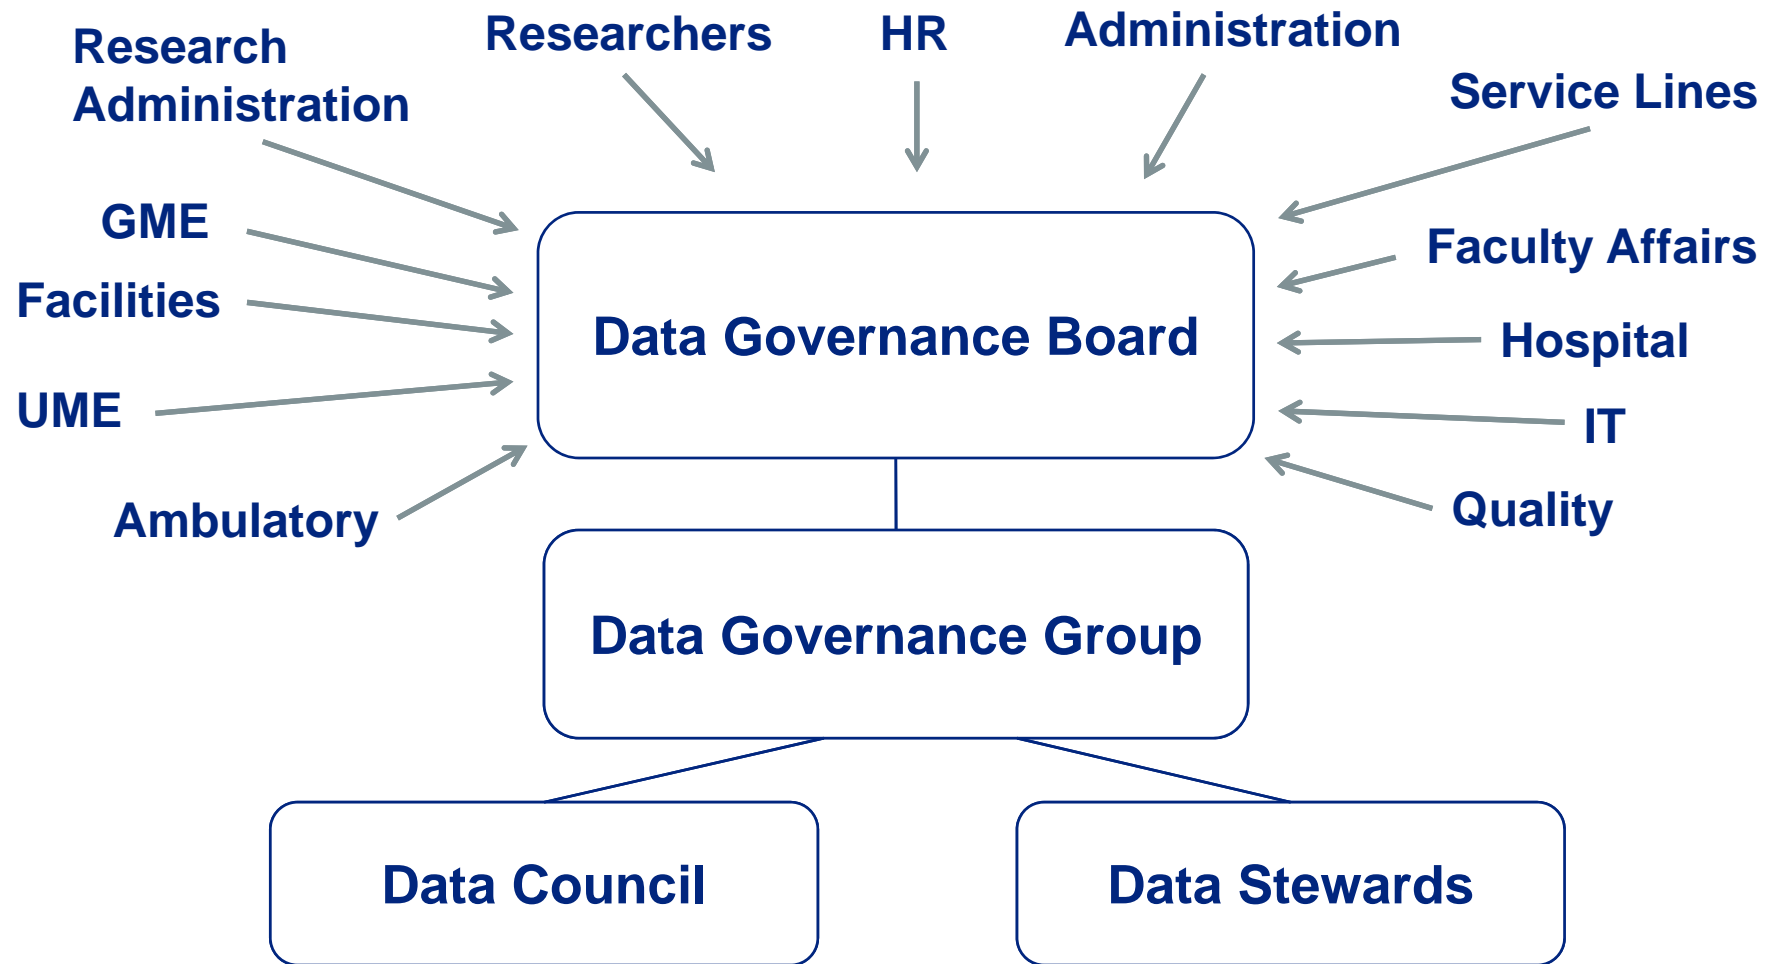 Research
Administration
Researchers
HR
Administration
Service Lines
GME
Facilities
UME
Ambulatory
Faculty Affairs
Hospital
IT
Quality
Data Governance Board
Data Governance Group
Data Council
Data Stewards